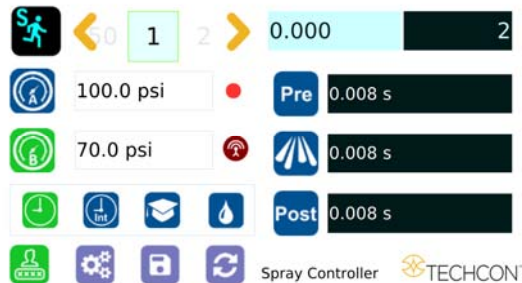 S 50 1 2 0.000 2
A 100.0 psi Pre 0.008 s
B 70.0 psi 0.008 s
Int Post 0.008 s
Spray Controller TECHCON